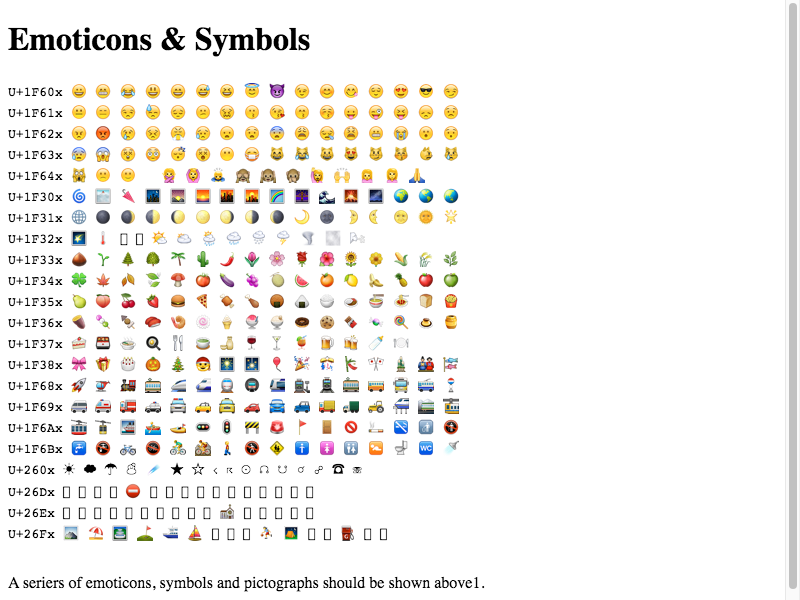 Emoticons & Symbols
U+1F60x 😀 😁 😂 😃 😄 😅 😆 😇 😈 😉 😊 😋 😌 😍 😎 😏
U+1F61x 😐 😑 😒 😓 😔 😕 😖 😗 😘 😙 😚 😛 😜 😝 😞 😟
U+1F62x 😠 😡 😢 😣 😤 😥 😦 😧 😨 😩 😪 😫 😬 😭 😮 😯
U+1F63x
U+1F64x
U+1F30x
U+1F31x
U+1F32x
U+1F33x
U+1F34x
U+1F35x
U+1F36x
U+1F37x
U+1F38x
U+1F68x
U+1F69x
U+1F6Ax
U+1F6Bx
U+260x
U+26Dx
U+26Ex
U+26Fx
A seriers of emoticons, symbols and pictographs should be shown above1.